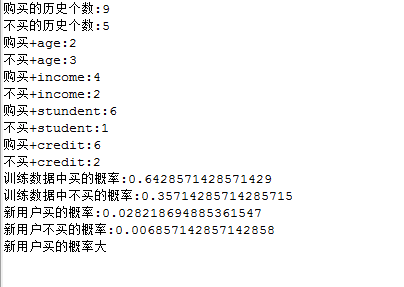 购买的历史个数:9
不买的历史个数:5
购买+age:2
不买+age:3
购买+income:4
不买+income:2
购买+stundent:6
不买+student:1
购买+credit:6
不买+credit:2
训练数据中买的概率:0.6428571428571429
训练数据中不买的概率:0.35714285714285715
新用户买的概率:0.028218694885361547
新用户不买的概率:0.006857142857142858
新用户买的概率大